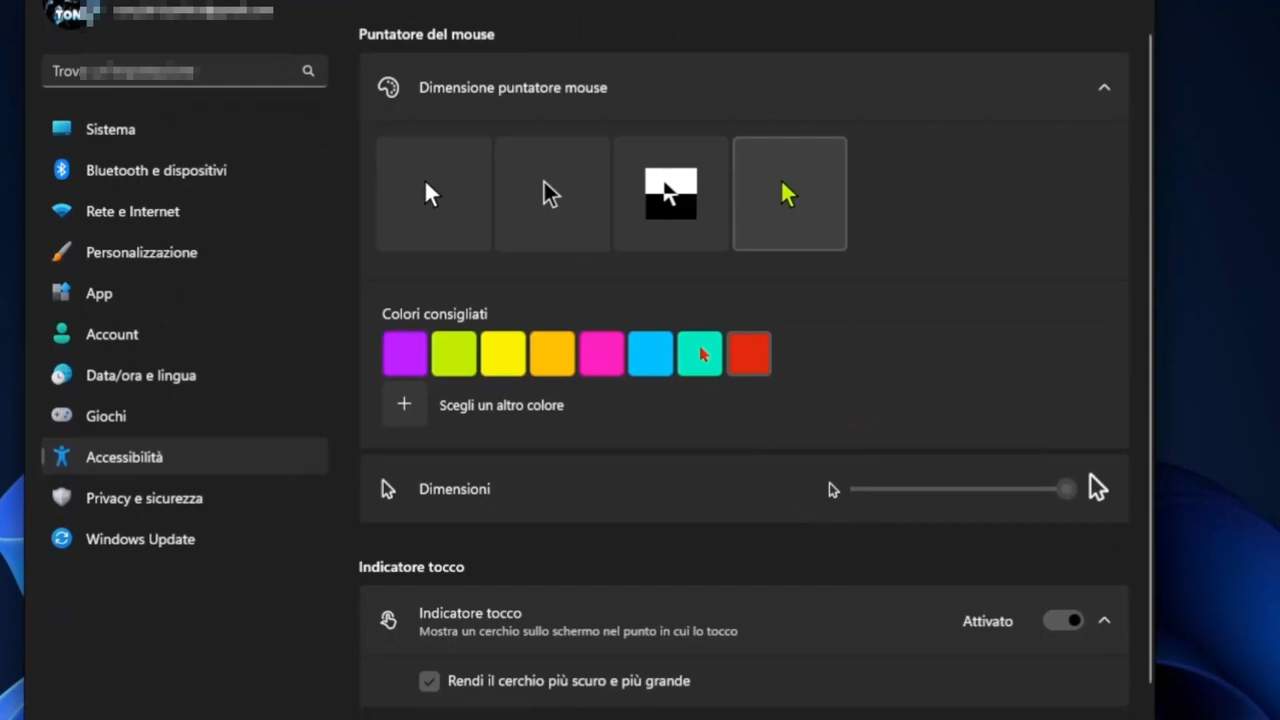 TON
Trov
Sistema
Bluetooth e dispositivi
Rete e Internet
Personalizzazione
App
Account
Data/ora e lingua
Giochi
Accessibilità
Privacy e sicurezza
Windows Update
Puntatore del mouse
Dimensione puntatore mouse
Colori consigliati
Scegli un altro colore
Dimensioni
Indicatore tocco
Indicatore tocco
Mostra un cerchio sullo schermo nel punto in cui lo tocco
Attivato
Rendi il cerchio più scuro e più grande